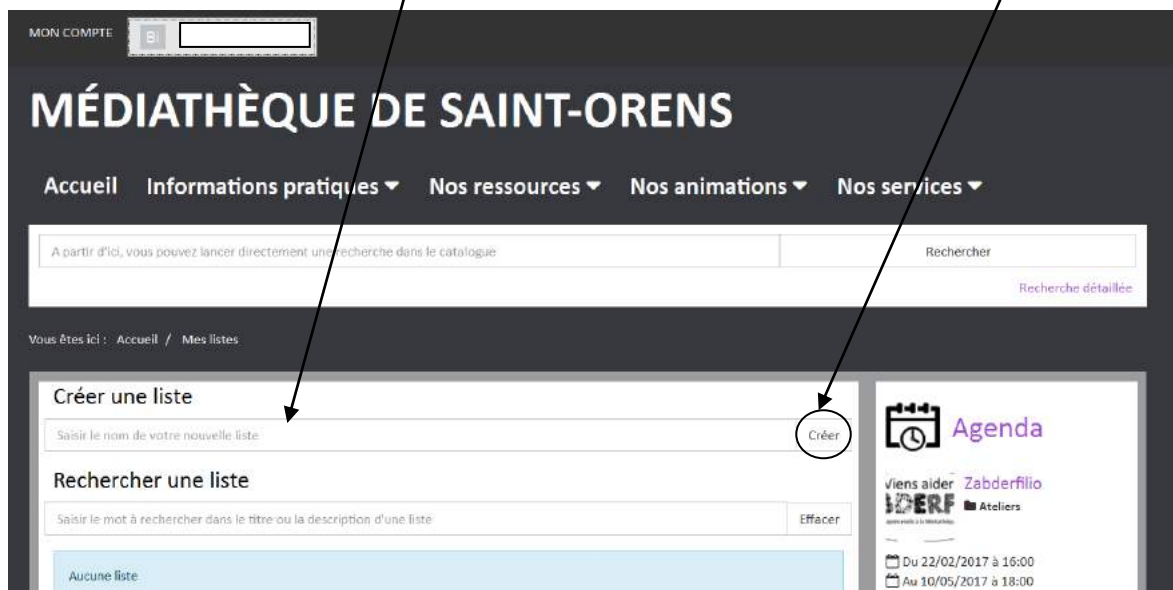 MON COMPTE
Bi
MÉDIATHÈQUE DE SAINT-ORENS
Accueil Informations pratiques Nos ressources Nos animations Nos services
A partir d'ici, vous pouvez lancer directement une recherche dans le catalogue Rechercher
Recherche détaillée
Vous êtes ici : Accueil / Mes listes
Créer une liste
Saisir le nom de votre nouvelle liste Créer
Rechercher une liste
Saisir le mot à rechercher dans le titre ou la description d'une liste Effacer
Aucune liste
Agenda
Viens aider
Zabderfilio
Ateliers
Du 22/02/2017 à 16:00
Au 10/05/2017 à 18:00